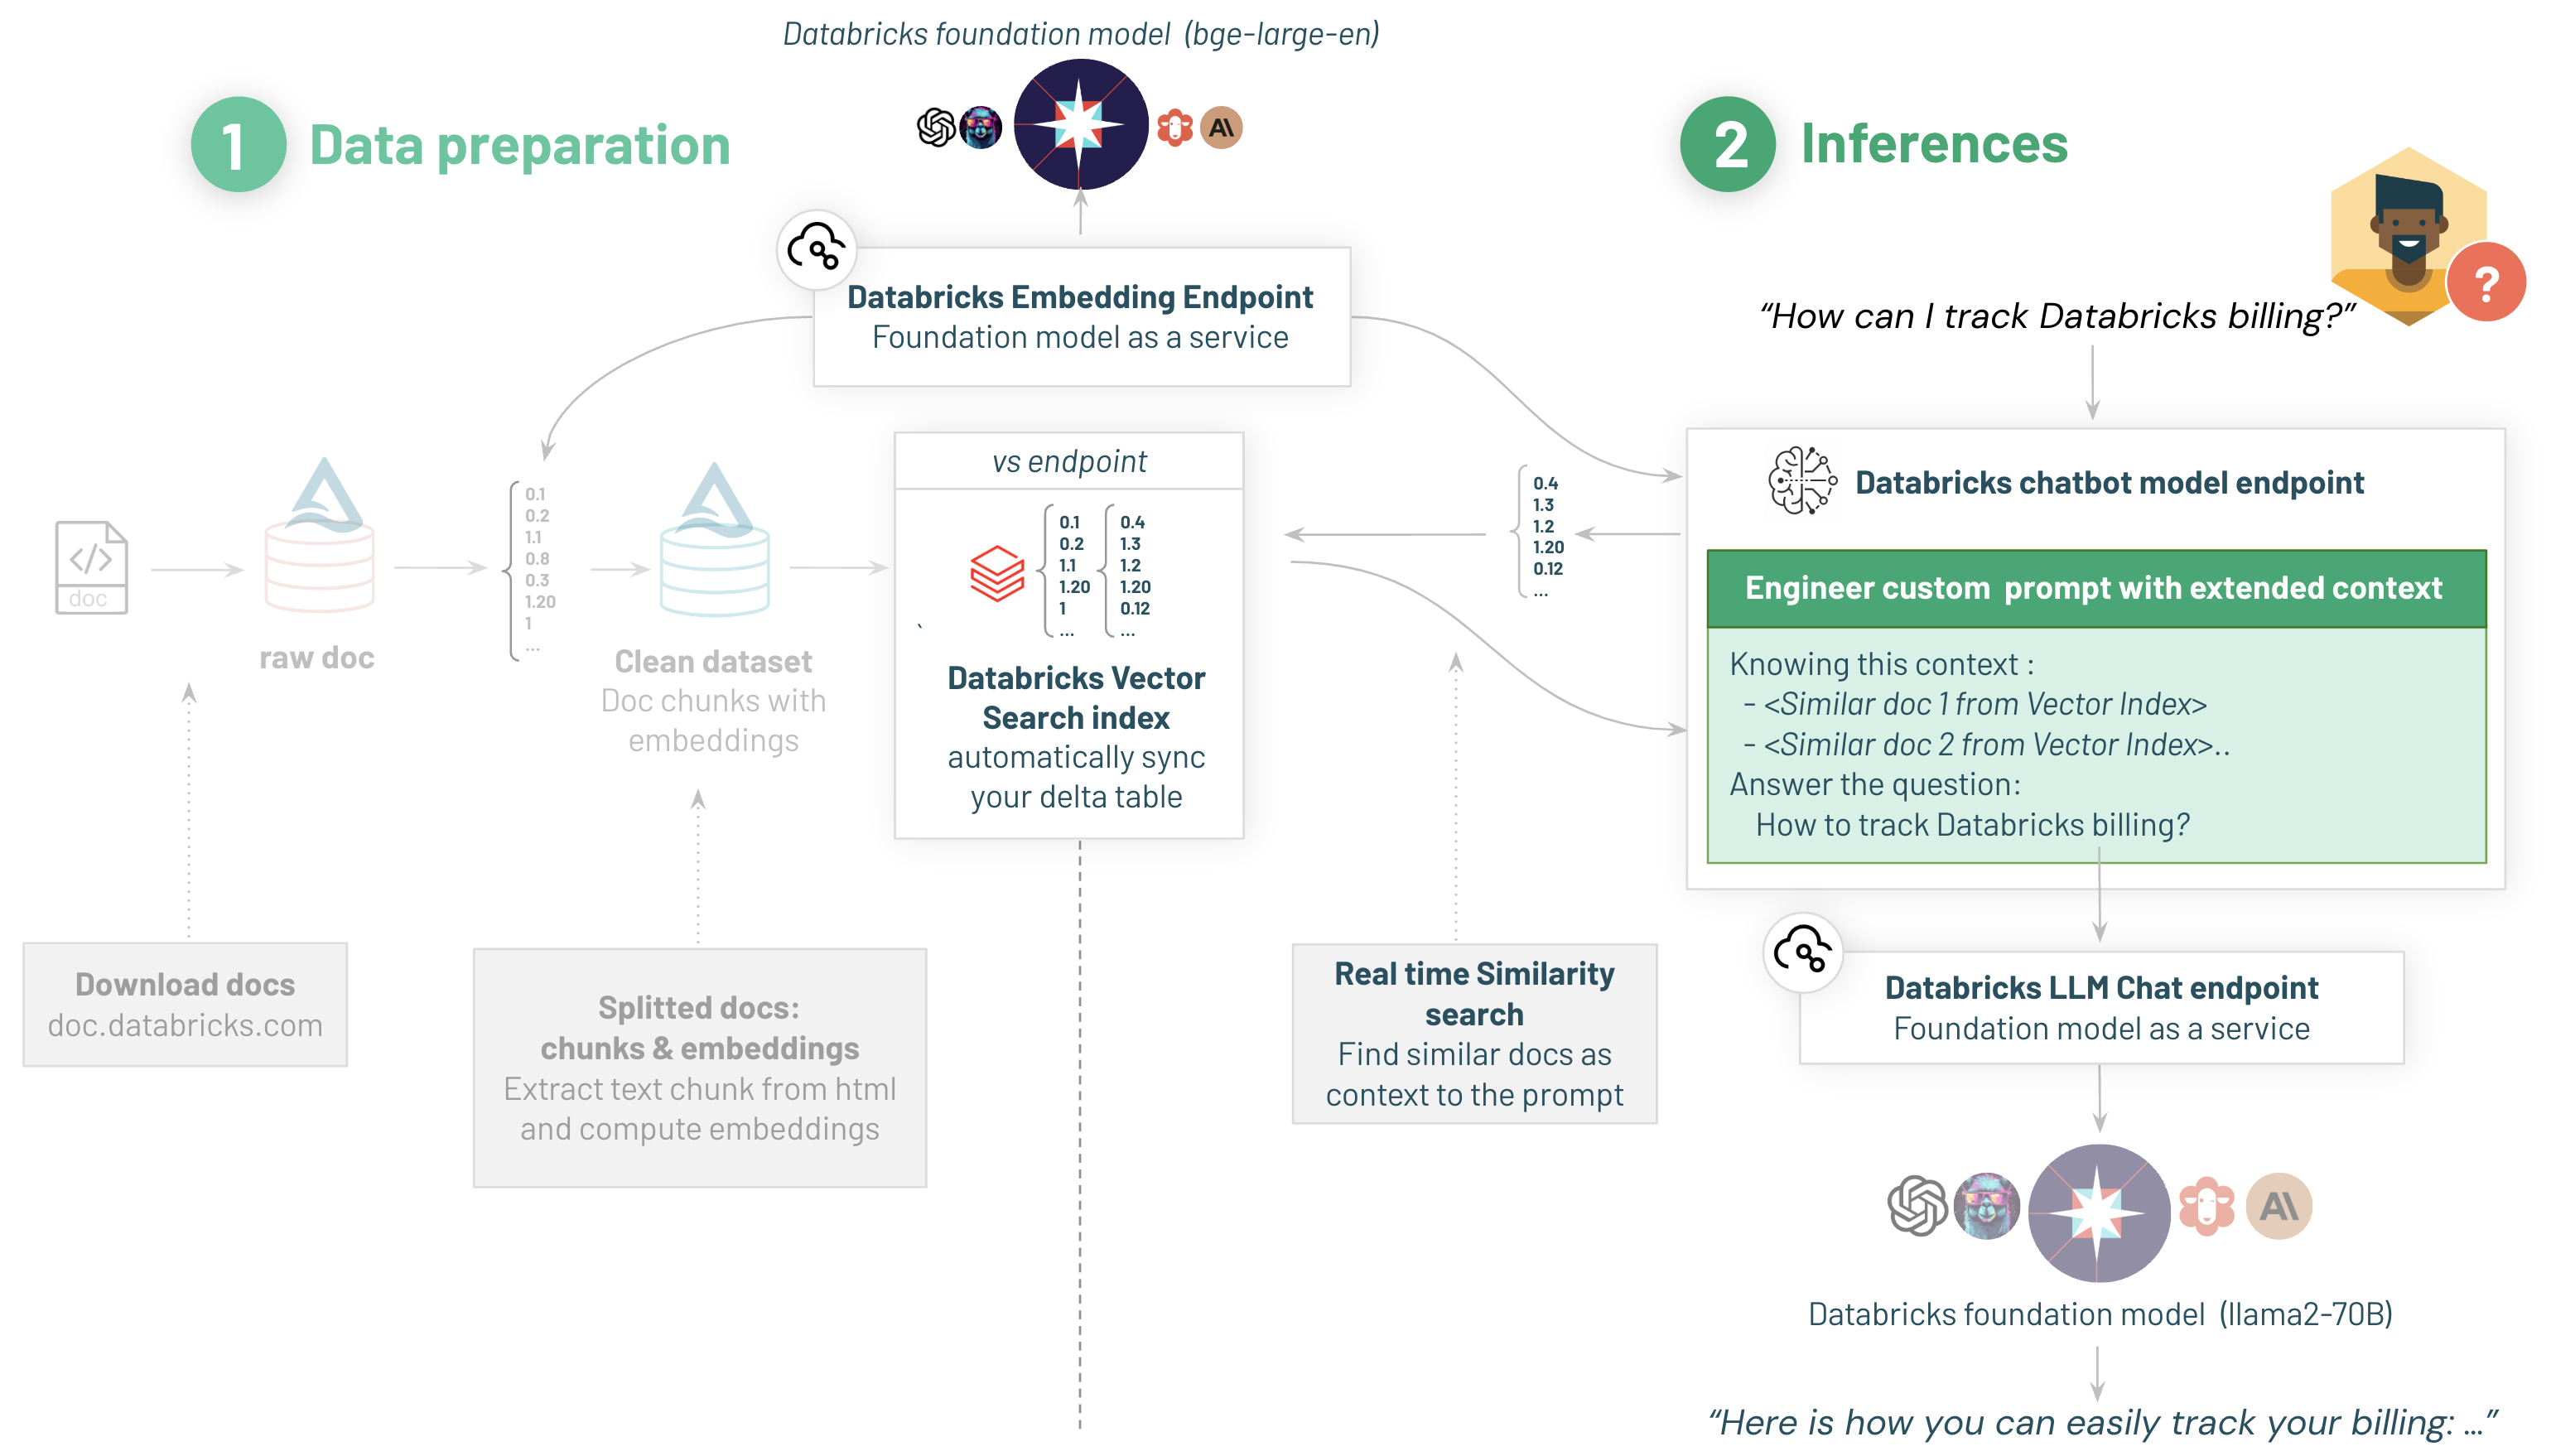 Databricks foundation model (bge-large-en)
1 Data preparation
2 Inferences
Databricks Embedding Endpoint
Foundation model as a service
?
“How can I track Databricks billing?”
doc
raw doc
0.1
0.2
1.1
0.8
0.3
1.20
1
...
Clean dataset
Doc chunks with
embeddings
vs endpoint
0.1
0.2
1.1
1.20
1
...
0.4
1.3
1.2
1.20
0.12
...
`
Databricks Vector
Search index
automatically sync
your delta table
0.4
1.3
1.2
1.20
0.12
...
Databricks chatbot model endpoint
Engineer custom prompt with extended context
Knowing this context :
- <Similar doc 1 from Vector Index>
- <Similar doc 2 from Vector Index>..
Answer the question:
How to track Databricks billing?
Download docs
doc.databricks.com
Splitted docs:
chunks & embeddings
Extract text chunk from html
and compute embeddings
Real time Similarity
search
Find similar docs as
context to the prompt
Databricks LLM Chat endpoint
Foundation model as a service
Databricks foundation model (llama2-70B)
“Here is how you can easily track your billing: ...”